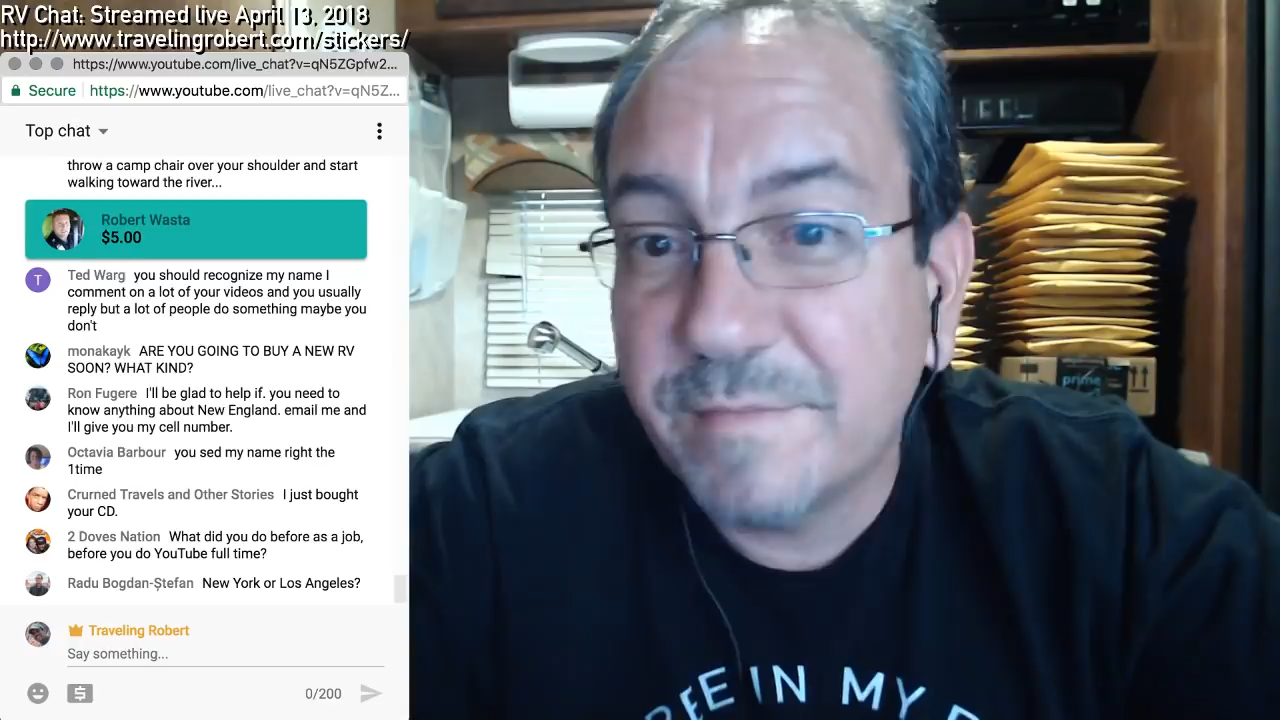 RV Chat: Streamed live April 13, 2018
http://www.travelingrobert.com/stickers/
https://www.youtube.com/live_chat?v=qN5ZGpfw2...
Secure https://www.youtube.com/live_chat?v=qN5Z...
Top chat
throw a camp chair over your shoulder and start
walking toward the river...
Robert Wasta
$5.00
T Ted Warg you should recognize my name I
comment on a lot of your videos and you usually
reply but a lot of people do something maybe you
don't
monakayk ARE YOU GOING TO BUY A NEW RV
SOON? WHAT KIND?
Ron Fugere I'll be glad to help if. you need to
know anything about New England. email me and
I'll give you my cell number.
Octavia Barbour you sed my name right the
1time
Crurned Travels and Other Stories I just bought
your CD.
2 Doves Nation What did you do before as a job,
before you do YouTube full time?
Radu Bogdan-Ștefan New York or Los Angeles?
Traveling Robert
Say something...
0/200
prime
IN MY